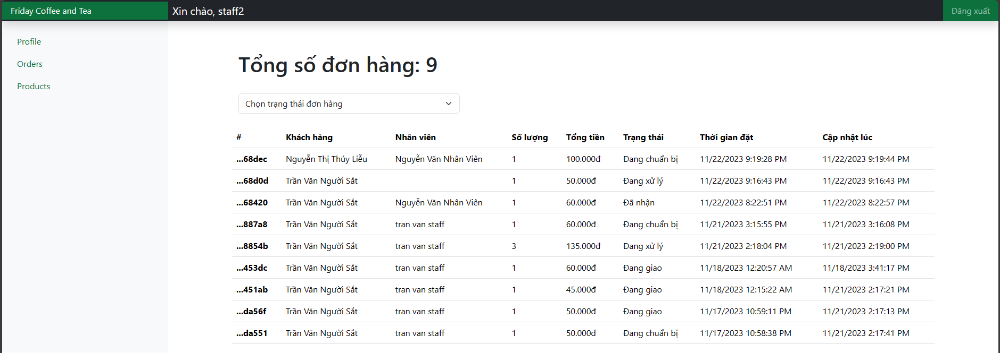 Friday Coffee and Tea Xin chào, staff2 Đăng xuất
Profile
Orders
Products
Tổng số đơn hàng: 9
Chọn trạng thái đơn hàng
# Khách hàng Nhân viên Số lượng Tổng tiền Trạng thái Thời gian đặt Cập nhật lúc
...68dec Nguyễn Thị Thúy Liễu Nguyễn Văn Nhân Viên 1 100.000đ Đang chuẩn bị 11/22/2023 9:19:28 PM 11/22/2023 9:19:44 PM
...68d0d Trần Văn Người Sắt 1 50.000đ Đang xử lý 11/22/2023 9:16:43 PM 11/22/2023 9:16:43 PM
...68420 Trần Văn Người Sắt Nguyễn Văn Nhân Viên 1 60.000đ Đã nhận 11/22/2023 8:22:51 PM 11/22/2023 8:22:57 PM
...887a8 Trần Văn Người Sắt tran van staff 1 60.000đ Đang chuẩn bị 11/21/2023 3:15:55 PM 11/21/2023 3:16:08 PM
...8854b Trần Văn Người Sắt tran van staff 3 135.000đ Đang xử lý 11/21/2023 2:18:04 PM 11/21/2023 2:19:00 PM
...453dc Trần Văn Người Sắt tran van staff 1 60.000đ Đang giao 11/18/2023 12:20:57 AM 11/18/2023 3:41:17 PM
...451ab Trần Văn Người Sắt tran van staff 1 45.000đ Đang giao 11/18/2023 12:15:22 AM 11/21/2023 2:17:21 PM
...da56f Trần Văn Người Sắt tran van staff 1 50.000đ Đang giao 11/17/2023 10:59:11 PM 11/21/2023 2:17:13 PM
...da551 Trần Văn Người Sắt tran van staff 1 50.000đ Đang chuẩn bị 11/17/2023 10:58:38 PM 11/21/2023 2:17:41 PM